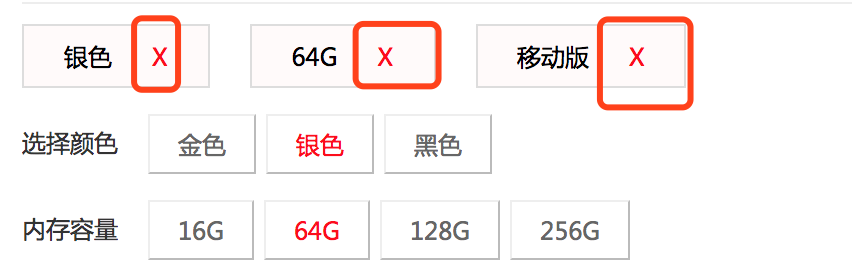 银色 X 64G X 移动版 X
选择颜色 金色 银色 黑色
内存容量 16G 64G 128G 256G